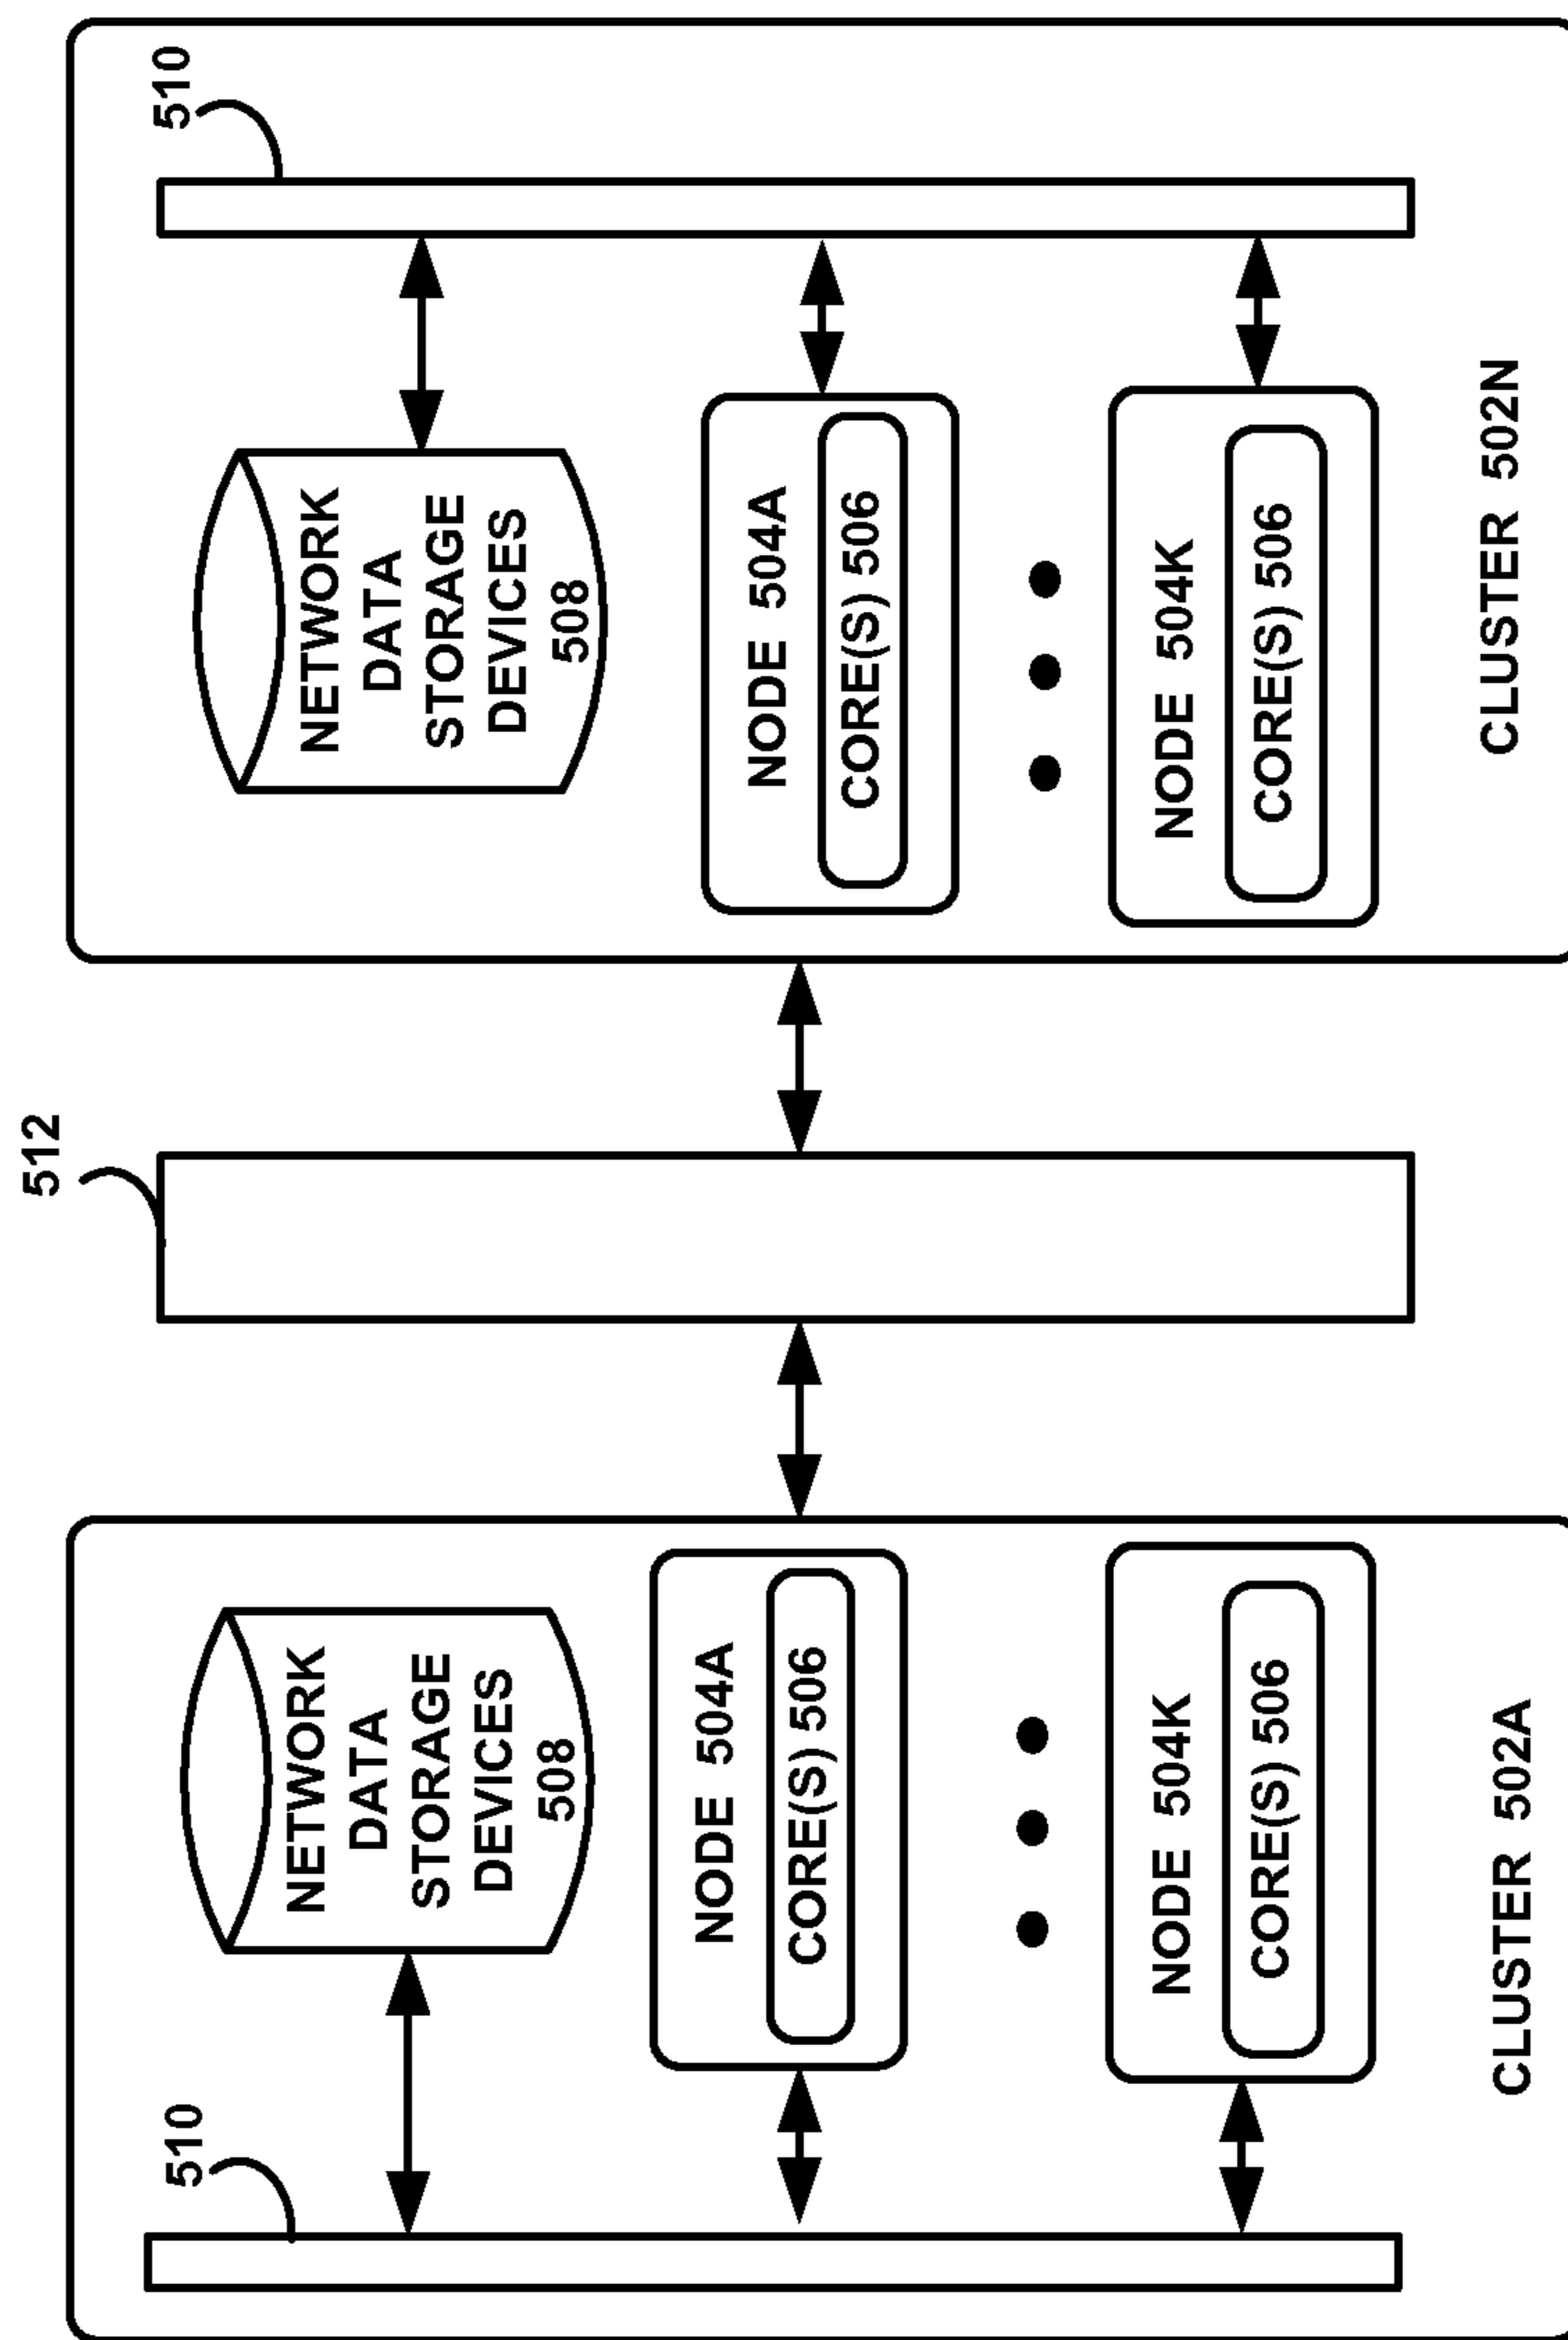 510
NETWORK
DATA
STORAGE
DEVICES
508
NODE 504A
CORE(S) 506
NODE 504K
CORE(S) 506
CLUSTER 502A
512
510
NETWORK
DATA
STORAGE
DEVICES
508
NODE 504A
CORE(S) 506
NODE 504K
CORE(S) 506
CLUSTER 502N